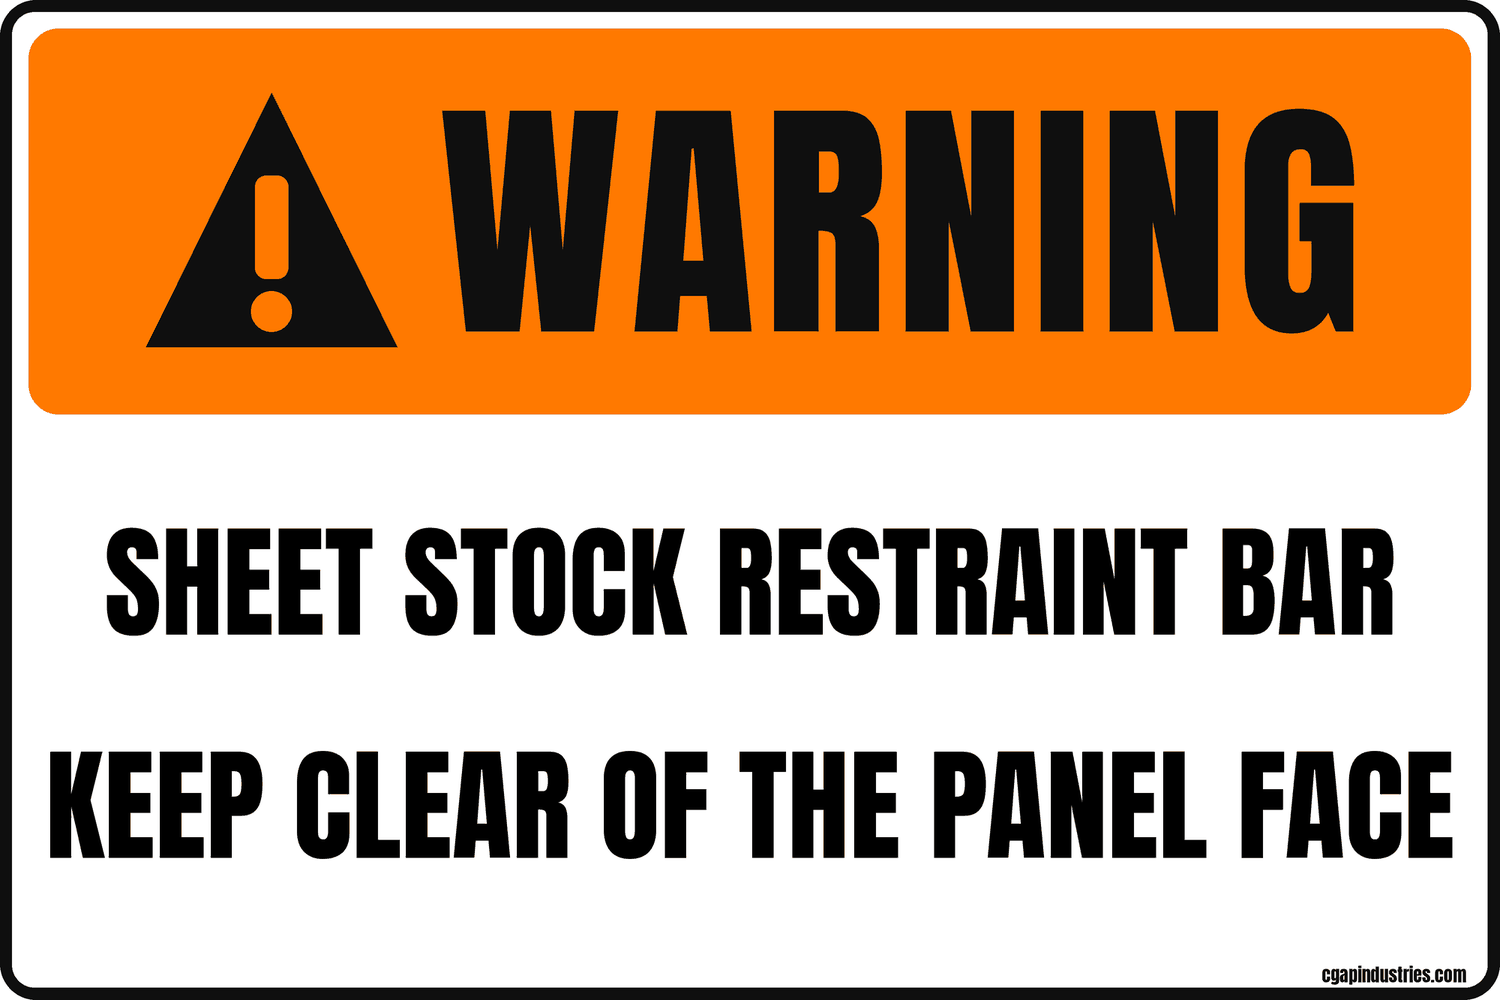 WARNING
SHEET STOCK RESTRAINT BAR
KEEP CLEAR OF THE PANEL FACE
cgapindustries.com